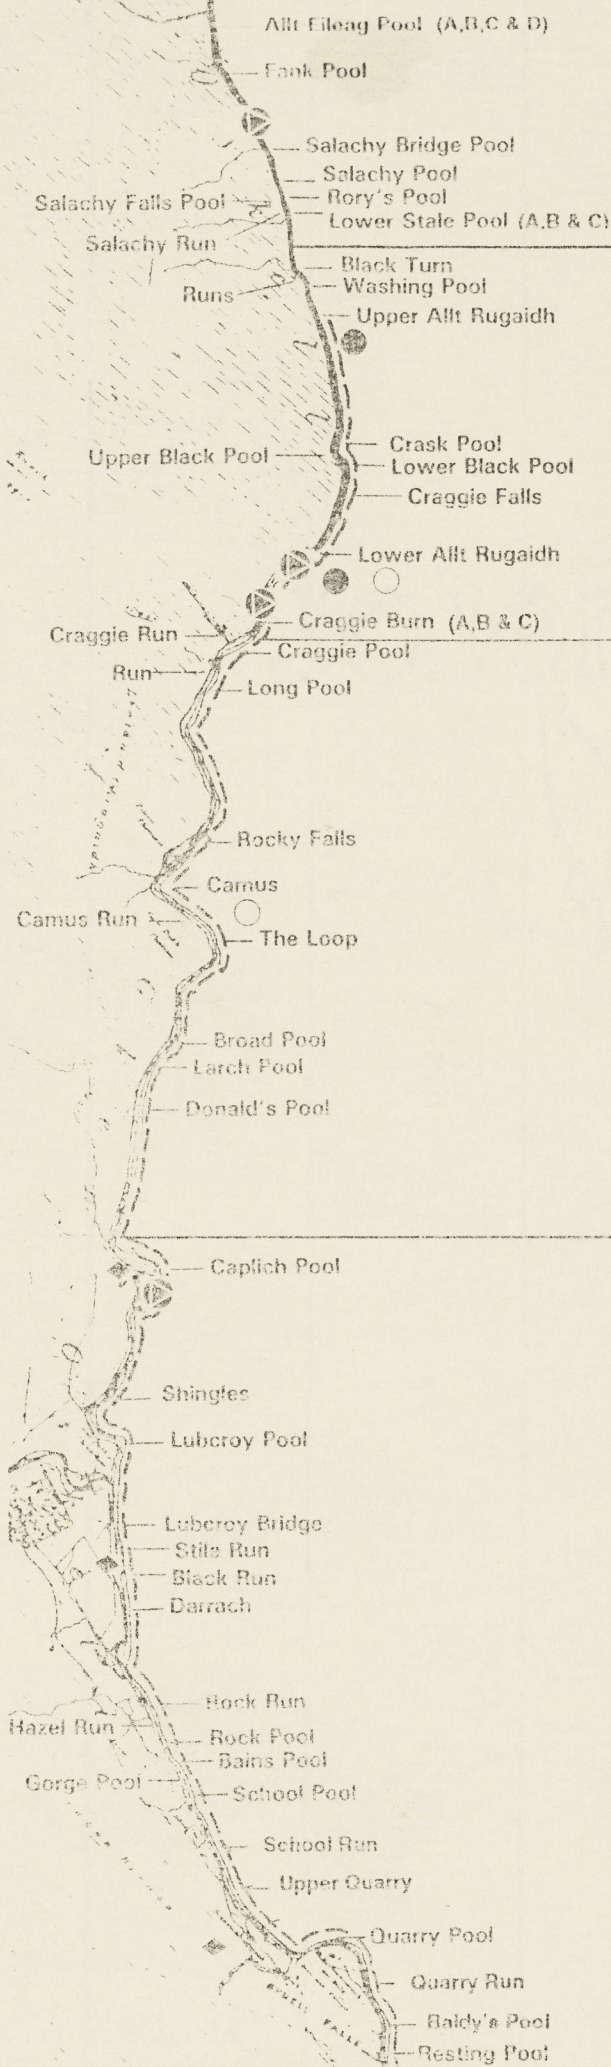 Allt Eileag Pool (A,B,C & D)
Fank Pool
Salachy Bridge Pool
Salachy Pool
Salachy Falls Pool
Rory's Pool
Lower Stale Pool (A.B & C)
Salachy Run
Black Turn
Washing Pool
Runs
Upper Allt Rugaidh
Crask Pool
Upper Black Pool
Lower Black Pool
Craggie Falls
Lower Allt Rugaidh
Craggie Burn (A,B & C)
Craggie Run
Craggie Pool
Run
Long Pool
Rocky Falls
Camus
Camus Run
The Loop
Broad Pool
Larch Pool
Donald's Pool
Caplich Pool
Shingles
Lubcroy Pool
Lubcroy Bridge
Stile Run
Black Run
Darrach
Rock Run
Hazel Run
Rock Pool
Bains Pool
Gorge Pool
School Pool
School Run
Upper Quarry
Quarry Pool
Quarry Run
Baldy's Pool
Resting Pool